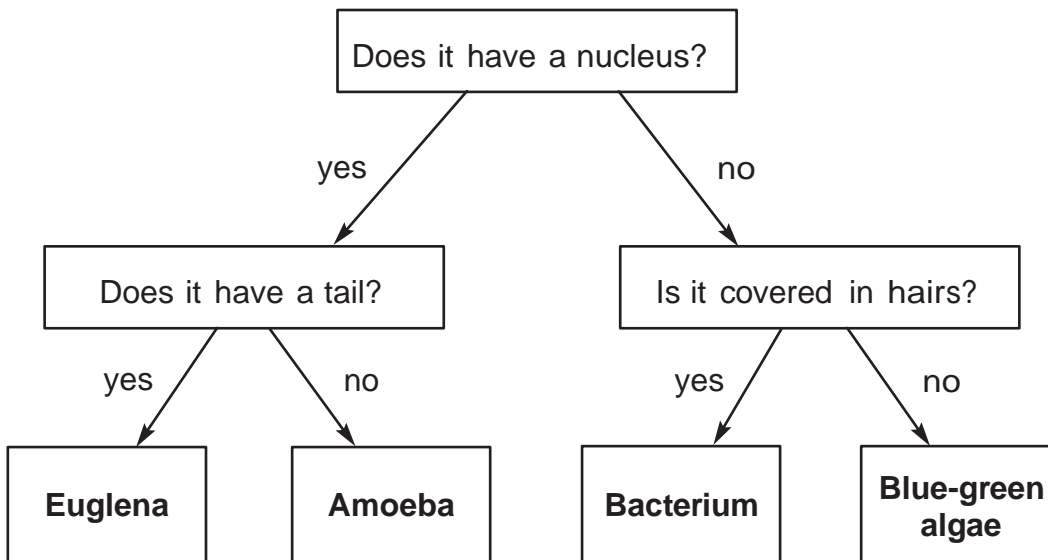 Does it have a nucleus?
yes
no
Does it have a tail?
Is it covered in hairs?
yes
no
yes
no
Euglena
Amoeba
Bacterium
Blue-green
algae